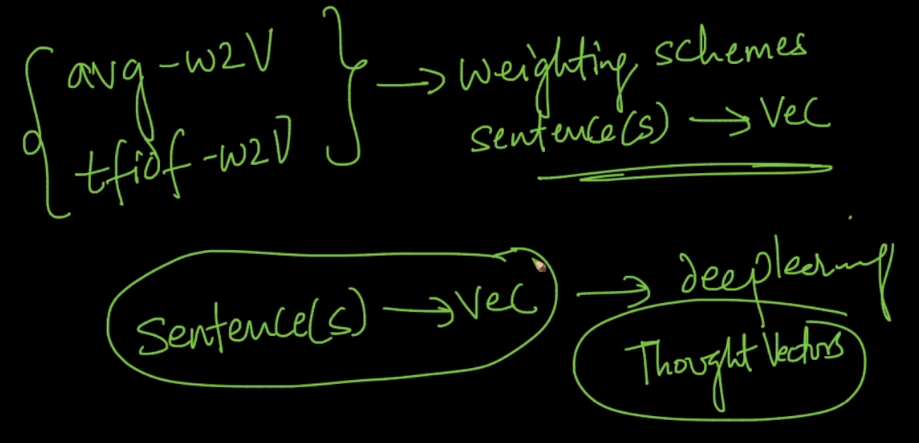 avg-w2V
tfidf-w2V
→ Weighting schemes
sentence(s) → Vec
Sentence(s) → Vec → deeplearning
Thought Vectors